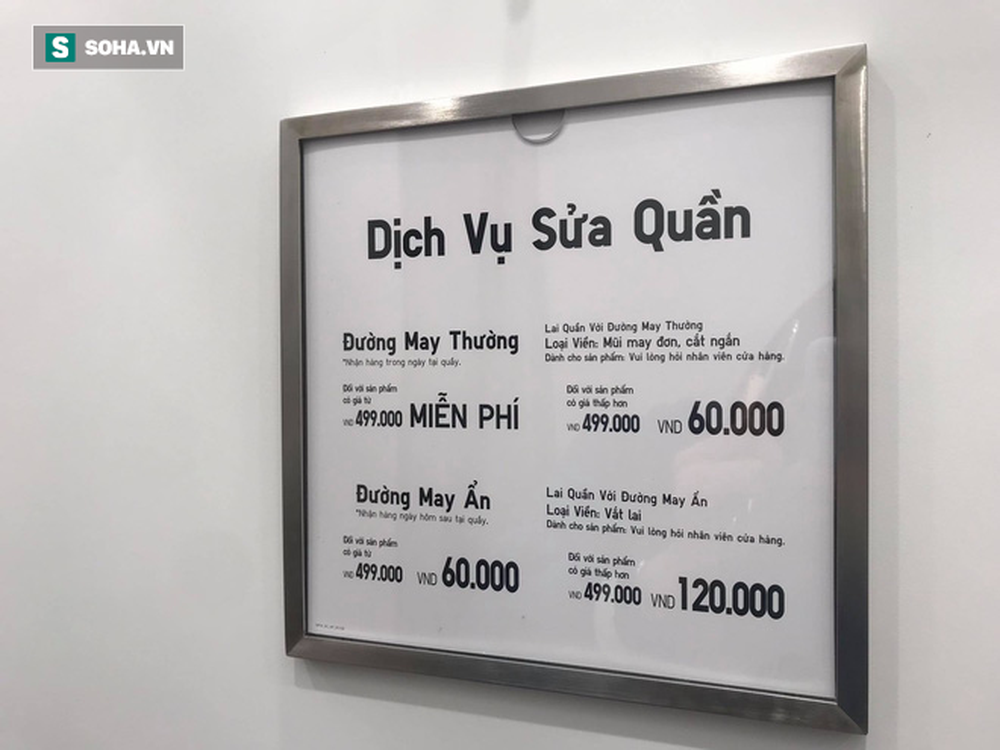 S SOHA.VN
Dịch Vụ Sửa Quần
Đường May Thường
*Nhận hàng trong ngày tại quầy.
Lai Quần Với Đường May Thường
Loại Viền: Mũi may đơn, cắt ngắn
Dành cho sản phẩm: Vui lòng hỏi nhân viên cửa hàng.
Đối với sản phẩm
có giá từ
VND 499.000 MIỄN PHÍ
Đối với sản phẩm
có giá thấp hơn
VND 499.000 VND 60.000
Đường May Ẩn
*Nhận hàng ngày hôm sau tại quầy.
Lai Quần Với Đường May Ẩn
Loại Viền: Vắt lai
Dành cho sản phẩm: Vui lòng hỏi nhân viên cửa hàng.
Đối với sản phẩm
có giá từ
VND 499.000 VND 60.000
Đối với sản phẩm
có giá thấp hơn
VND 499.000 VND 120.000